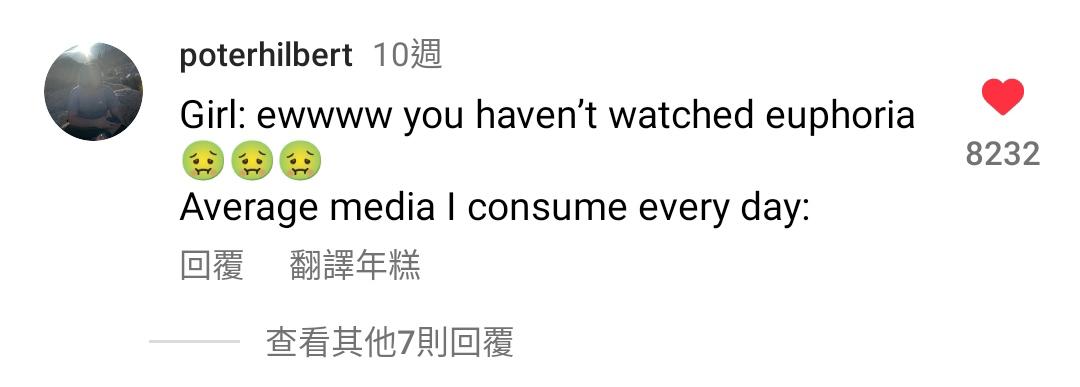 poterhilbert 10週
Girl: ewwww you haven’t watched euphoria
🤢🤢🤢
Average media I consume every day:
8232
回覆 翻譯年糕
查看其他7則回覆